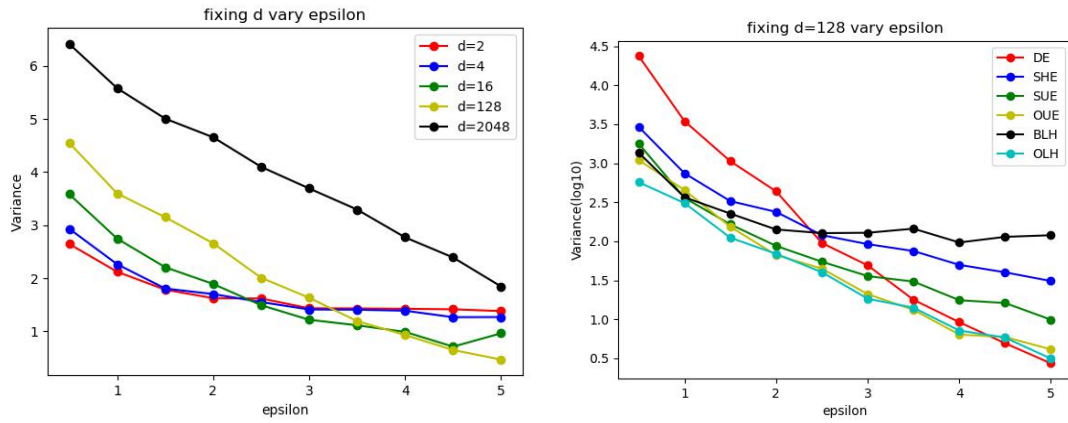 fixing d vary epsilon
Variance
6
5
4
3
2
1
d=2
d=4
d=16
d=128
d=2048
1 2 3 4 5
epsilon
fixing d=128 vary epsilon
Variance(log10)
4.5
4.0
3.5
3.0
2.5
2.0
1.5
1.0
0.5
DE
SHE
SUE
OUE
BLH
OLH
1 2 3 4 5
epsilon